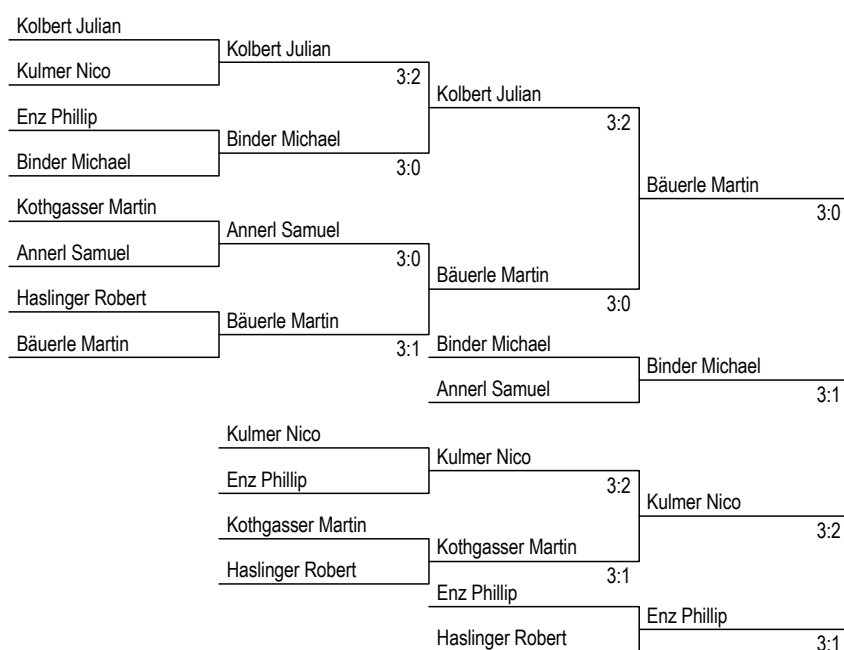 Kolbert Julian
Kolbert Julian
Kulmer Nico
3:2
Kolbert Julian
Enz Phillip
3:2
Binder Michael
Binder Michael
3:0
Bäuerle Martin
Kothgasser Martin
3:0
Annerl Samuel
Annerl Samuel
3:0
Bäuerle Martin
Haslinger Robert
3:0
Bäuerle Martin
Bäuerle Martin
3:1
Binder Michael
Binder Michael
Annerl Samuel
3:1
Kulmer Nico
Kulmer Nico
Enz Phillip
3:2
Kulmer Nico
Kothgasser Martin
3:2
Kothgasser Martin
Haslinger Robert
3:1
Enz Phillip
Enz Phillip
Haslinger Robert
3:1